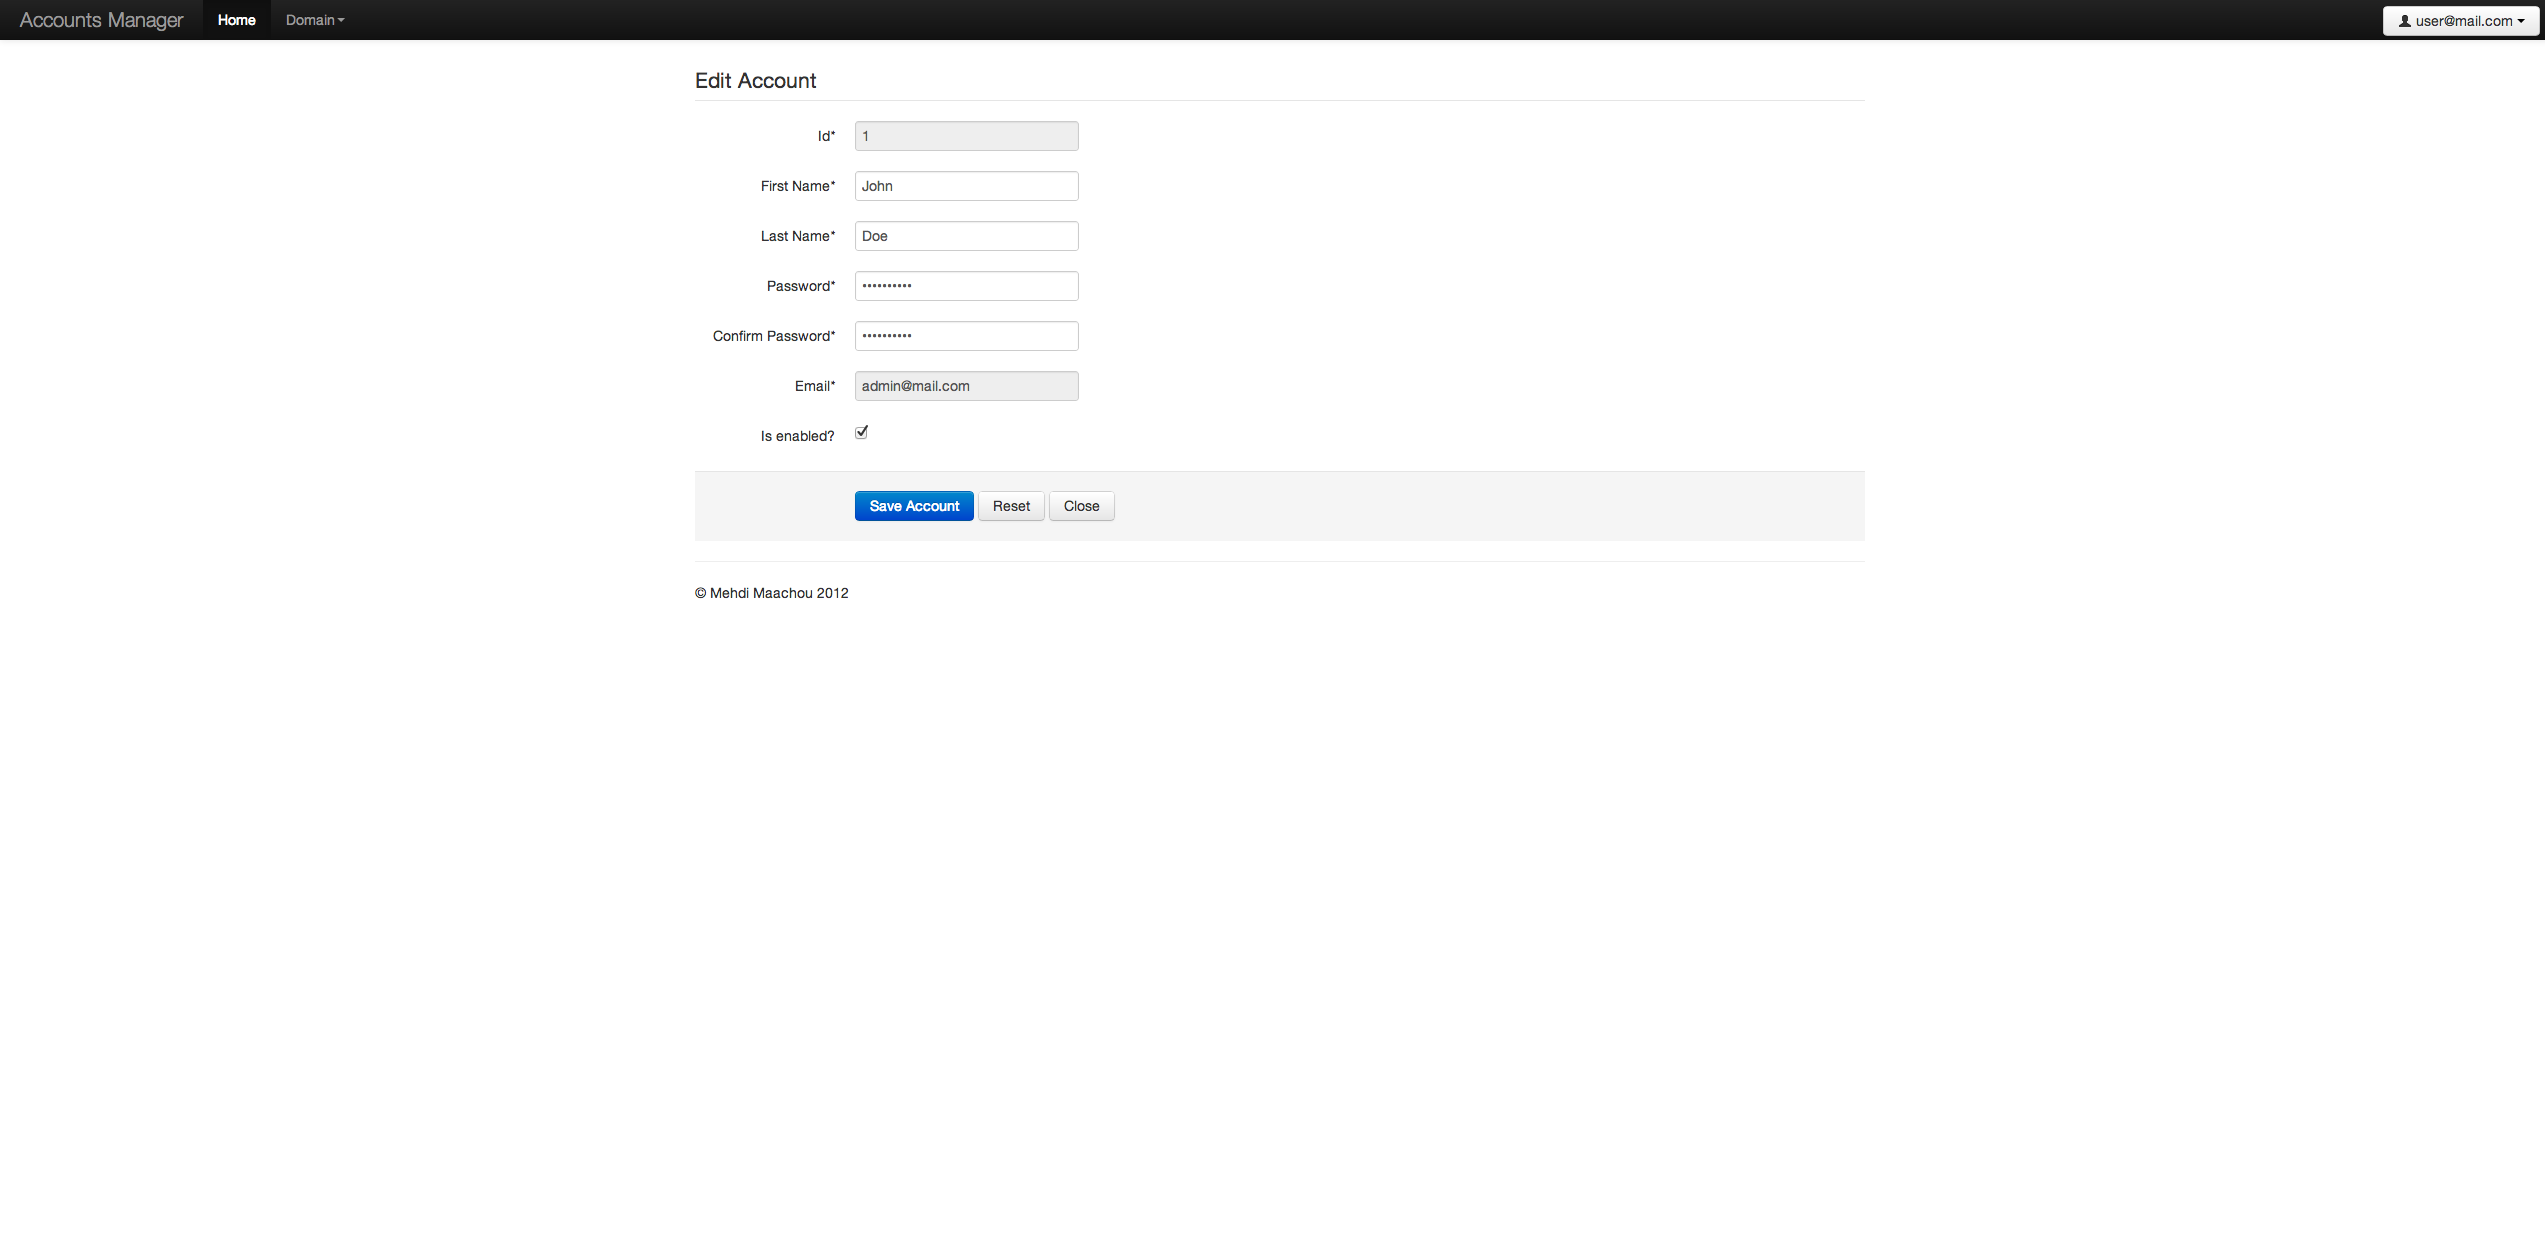 Accounts Manager Home Domain user@mail.com
Edit Account
Id* 1
First Name* John
Last Name* Doe
Password* ••••••••••
Confirm Password* ••••••••••
Email* admin@mail.com
Is enabled?
Save Account Reset Close
© Mehdi Maachou 2012